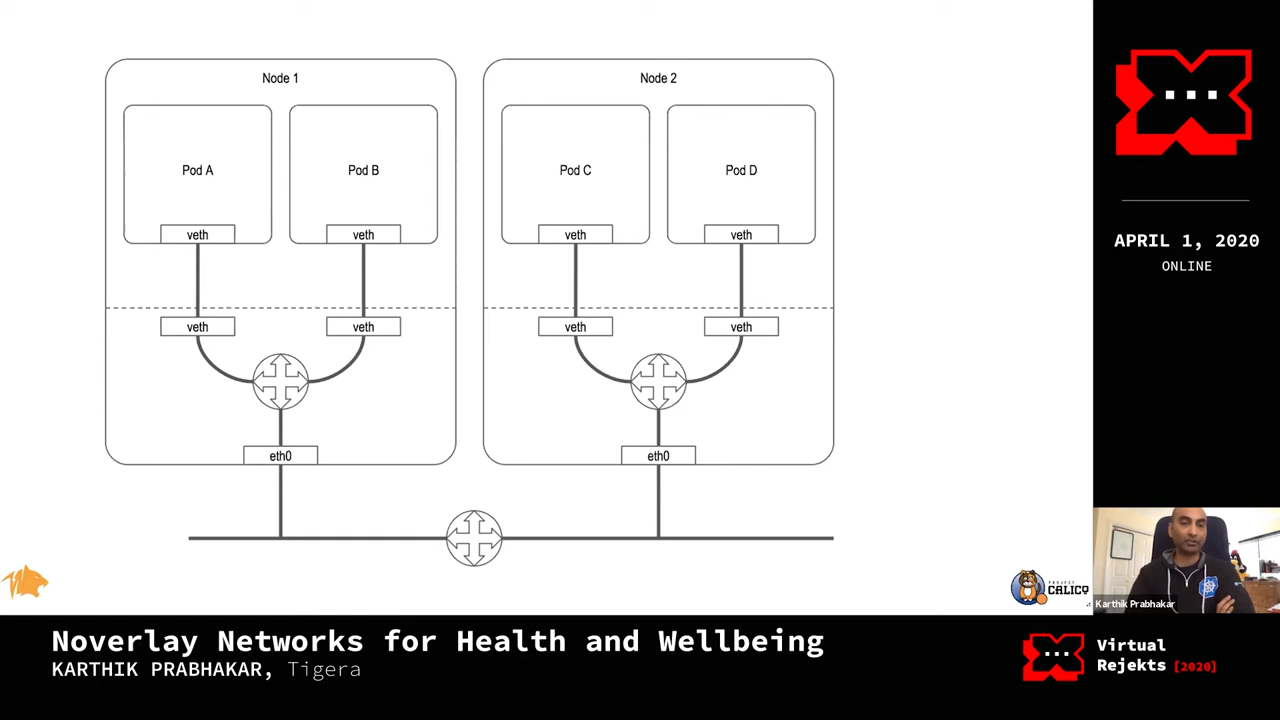 Node 1
Node 2
Pod A
Pod B
Pod C
Pod D
veth
veth
veth
veth
veth
veth
veth
veth
eth0
eth0
PROJECT
CALICO
APRIL 1, 2020
ONLINE
Karthik Prabhakar
Noverlay Networks for Health and Wellbeing
KARTHIK PRABHAKAR, Tigera
Virtual
Rejekts [2020]